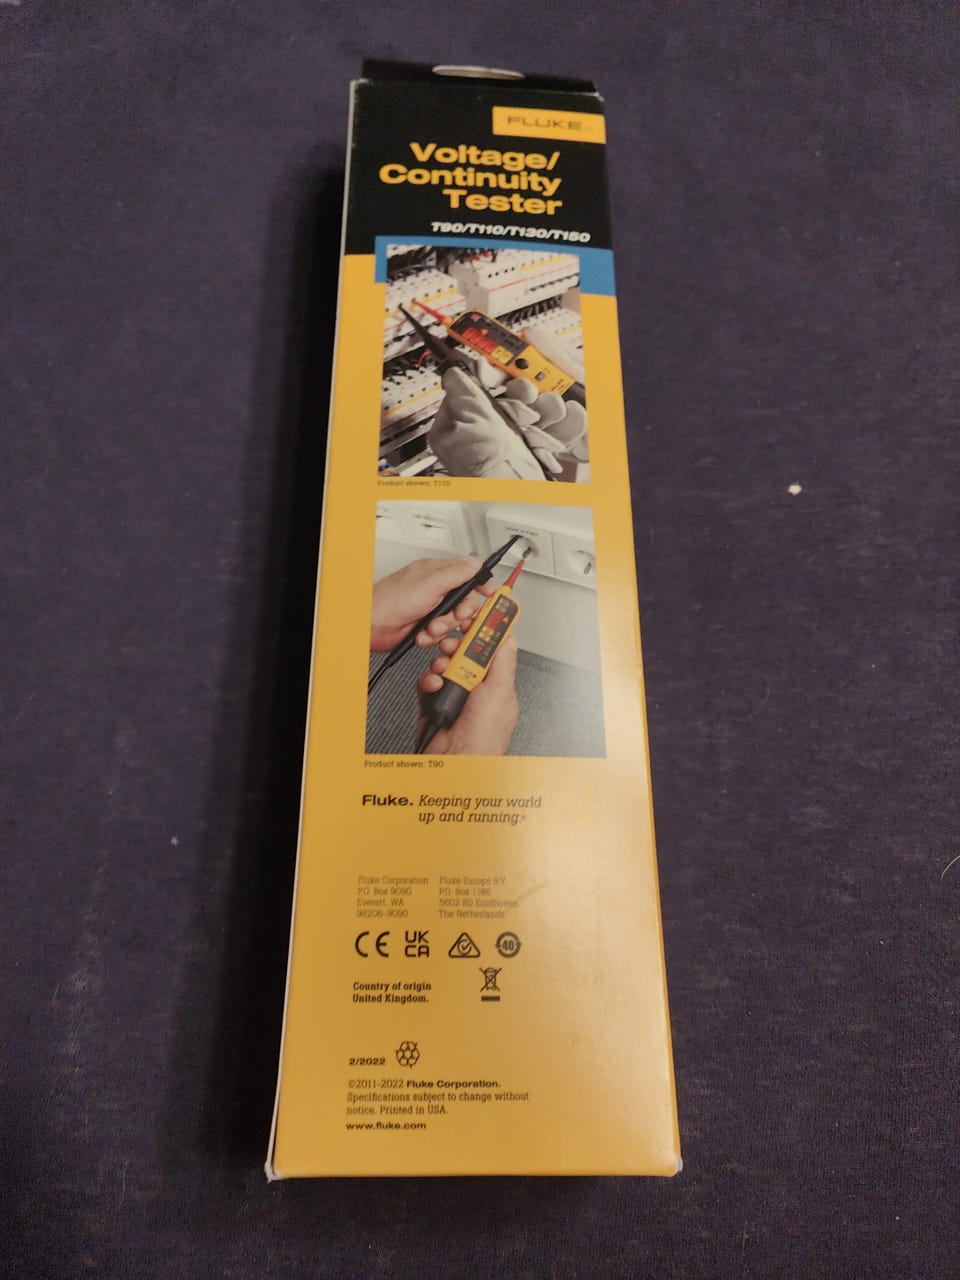 FLUKE
Voltage/
Continuity
Tester
T90/T110/T130/T150
Product shown: T110
FLUKE
Product shown: T90
Fluke. Keeping your world
up and running.®
Fluke Corporation
P.O. Box 9090
Everett, WA
98206-9090
Fluke Europe B.V.
P.O. Box 1186
5602 BD Eindhoven
The Netherlands
CE UK
CA 40
Country of origin
United Kingdom.
2/2022
©2011-2022 Fluke Corporation.
Specifications subject to change without
notice. Printed in USA.
www.fluke.com